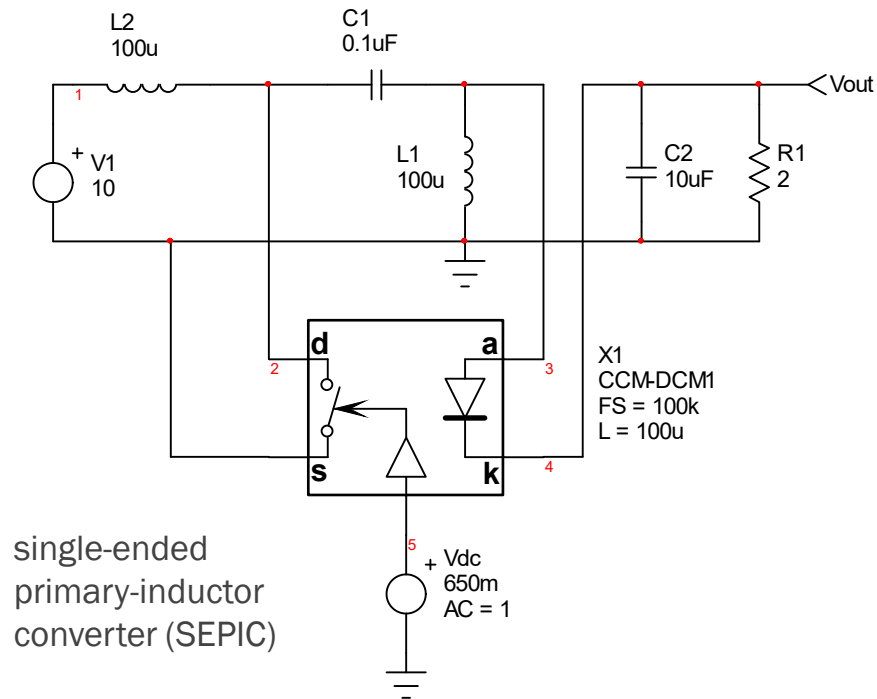 L2
100u
C1
0.1uF
1
Vout
V1
10
+
L1
100u
C2
10uF
R1
2
d
a
2
3
s
k
4
X1
CCM-DCM1
FS = 100k
L = 100u
5
+
Vdc
650m
AC = 1
single-ended
primary-inductor
converter (SEPIC)